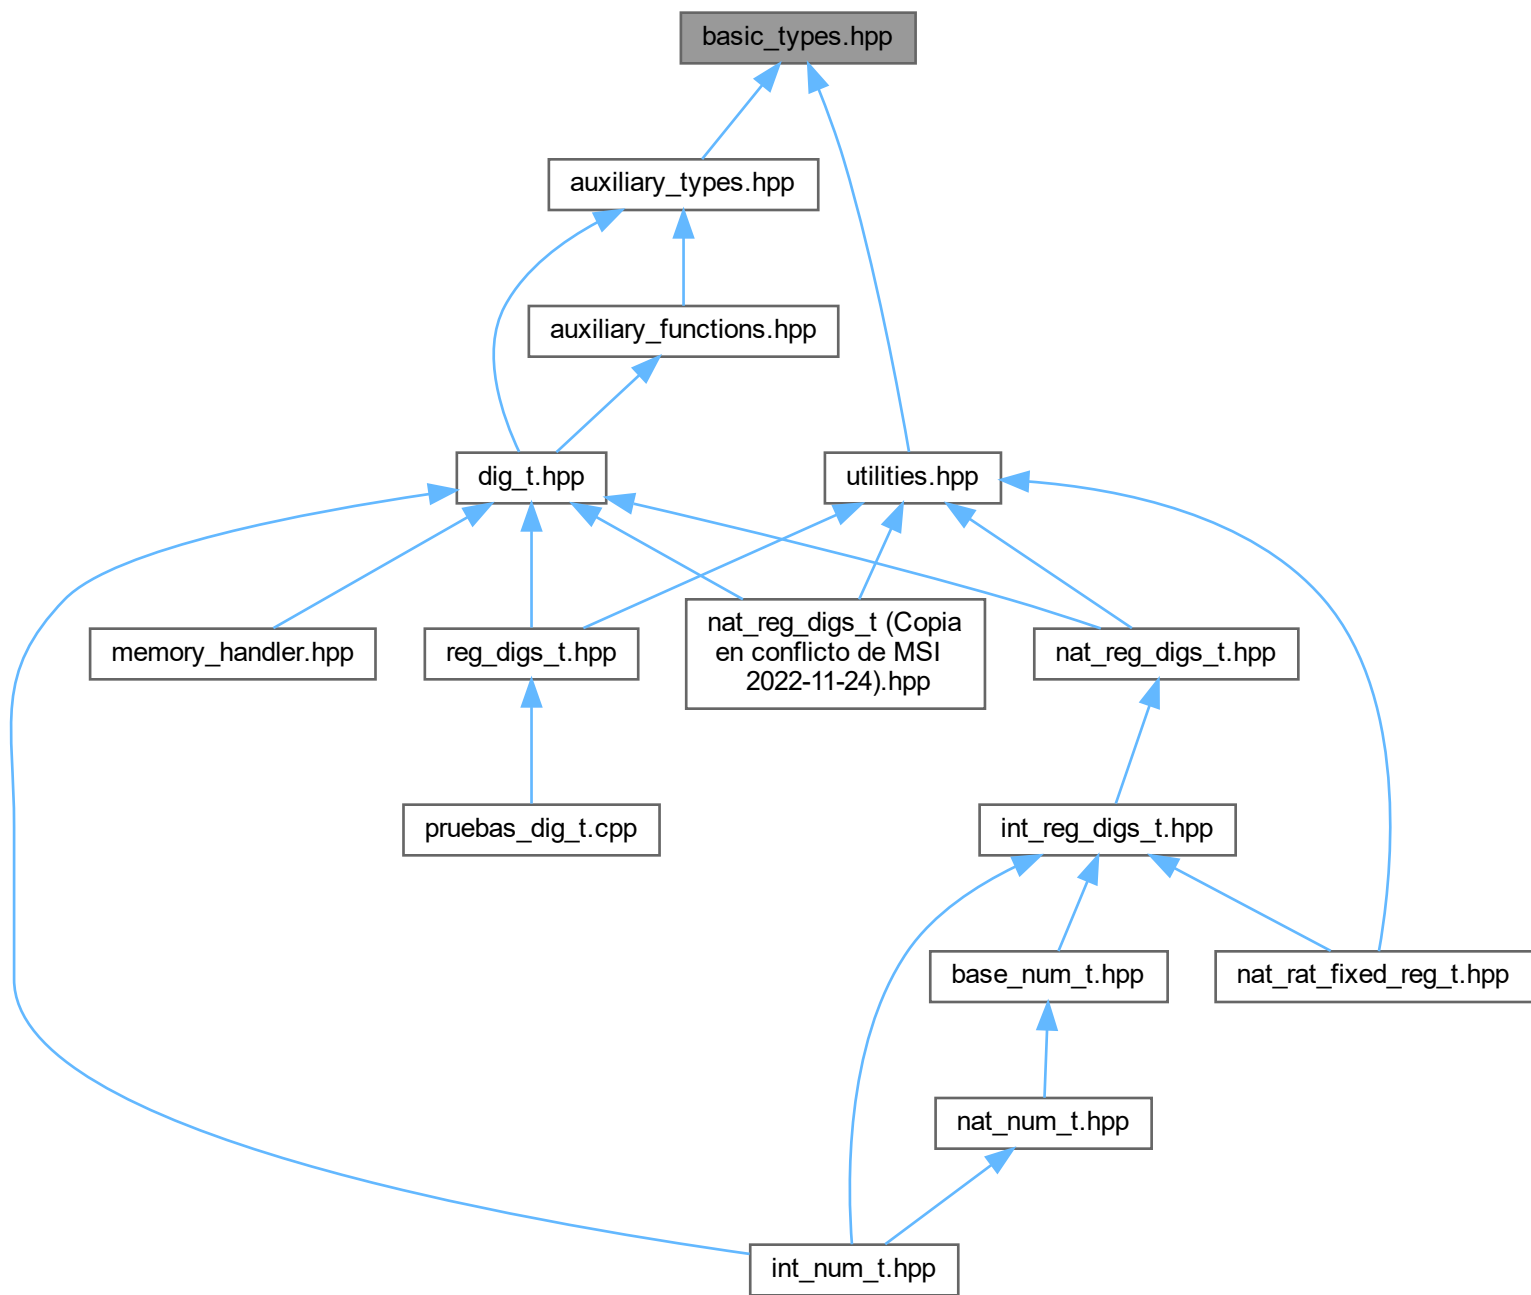 basic_types.hpp
auxiliary_types.hpp
auxiliary_functions.hpp
dig_t.hpp
utilities.hpp
memory_handler.hpp
reg_digs_t.hpp
nat_reg_digs_t (Copia
en conflicto de MSI
2022-11-24).hpp
nat_reg_digs_t.hpp
pruebas_dig_t.cpp
int_reg_digs_t.hpp
base_num_t.hpp
nat_rat_fixed_reg_t.hpp
nat_num_t.hpp
int_num_t.hpp